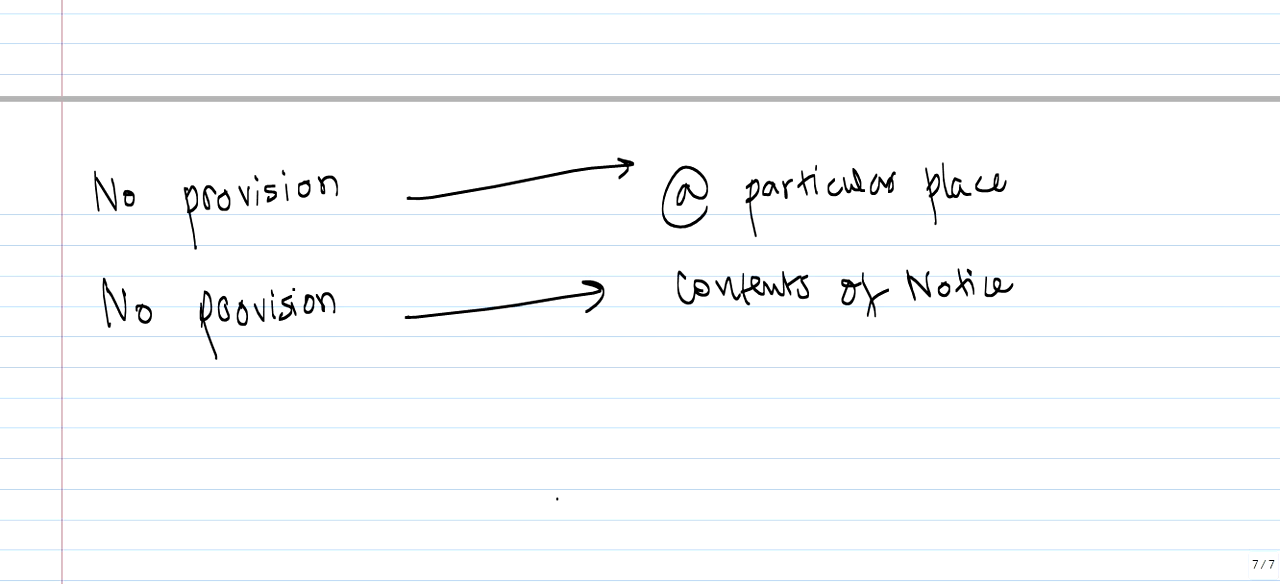 No provision → @ particular place
No provision → Contents of Notice
7 / 7